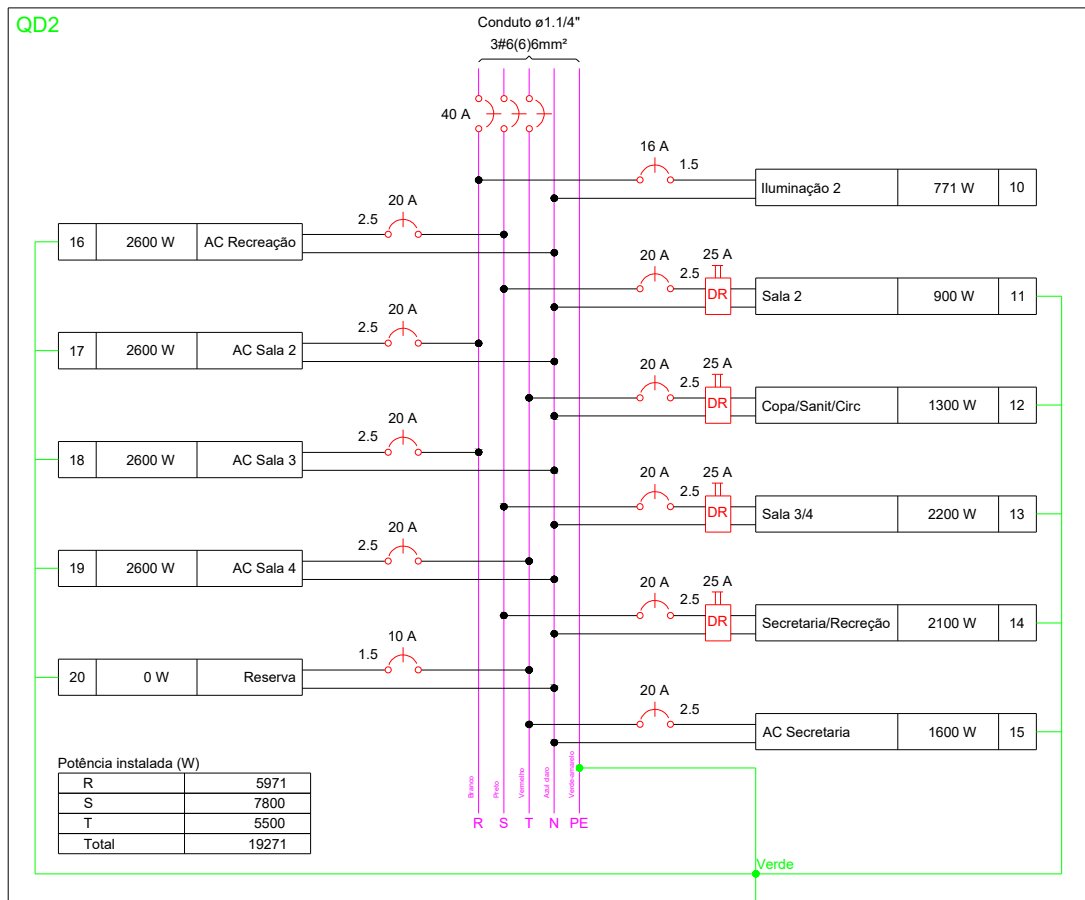 QD2
Conduto ø1.1/4"
3#6(6)6mm²
40 A
16 A
1.5
Iluminação 2 771 W 10
20 A
2.5
16 2600 W AC Recreação
20 A
2.5
25 A
DR
Sala 2 900 W 11
20 A
2.5
17 2600 W AC Sala 2
20 A
2.5
25 A
DR
Copa/Sanit/Circ 1300 W 12
20 A
2.5
18 2600 W AC Sala 3
20 A
2.5
25 A
DR
Sala 3/4 2200 W 13
20 A
2.5
19 2600 W AC Sala 4
20 A
2.5
25 A
DR
Secretaria/Recreção 2100 W 14
10 A
1.5
20 0 W Reserva
20 A
2.5
AC Secretaria 1600 W 15
Potência instalada (W)
R 5971
S 7800
T 5500
Total 19271
Branco
Preto
Vermelho
Azul claro
Verde-amarelo
R S T N PE
Verde